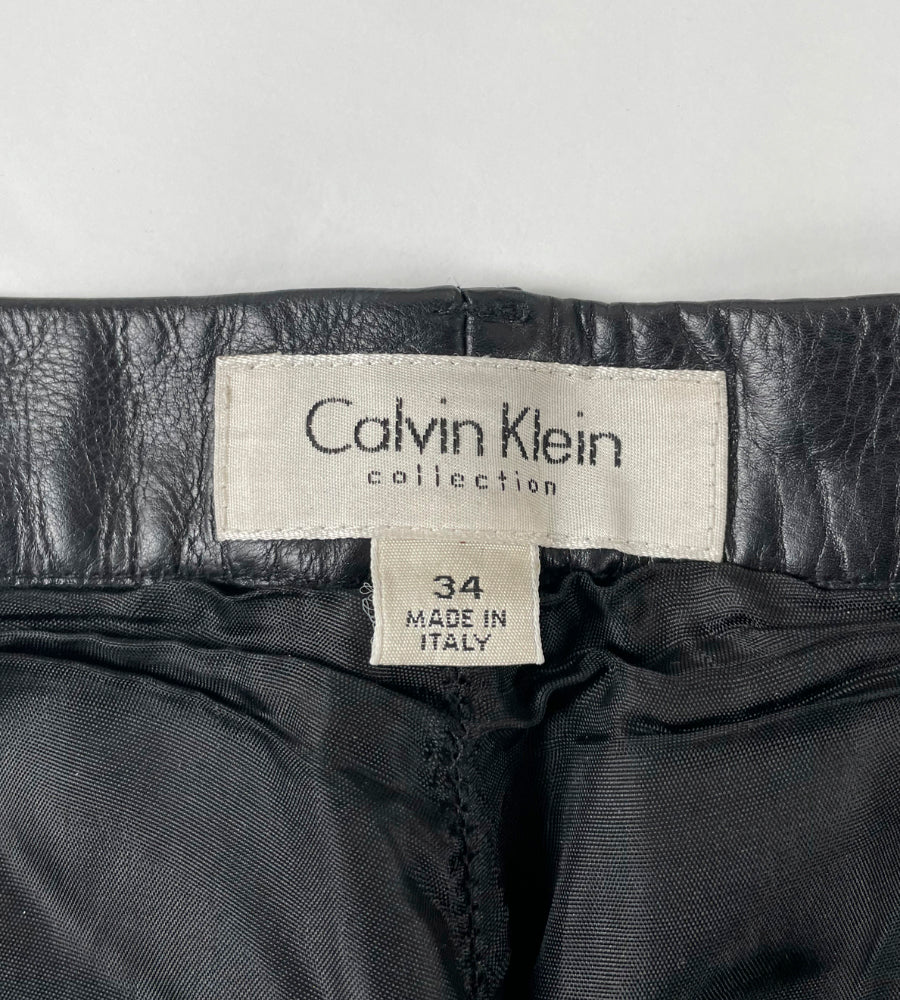 Calvin Klein
collection
34
MADE IN
ITALY